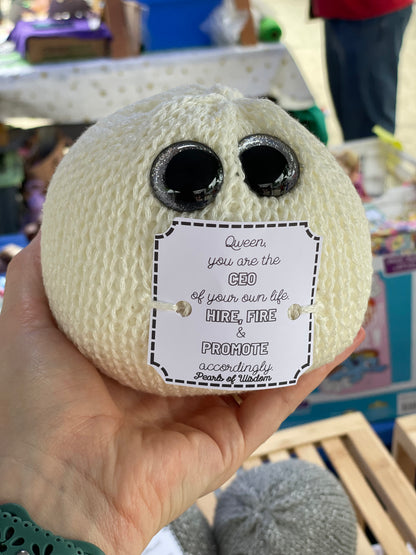 Queen,
you are the
CEO
of your own life.
HIRE, FIRE
&
PROMOTE
accordingly.
Pearls of Wisdom